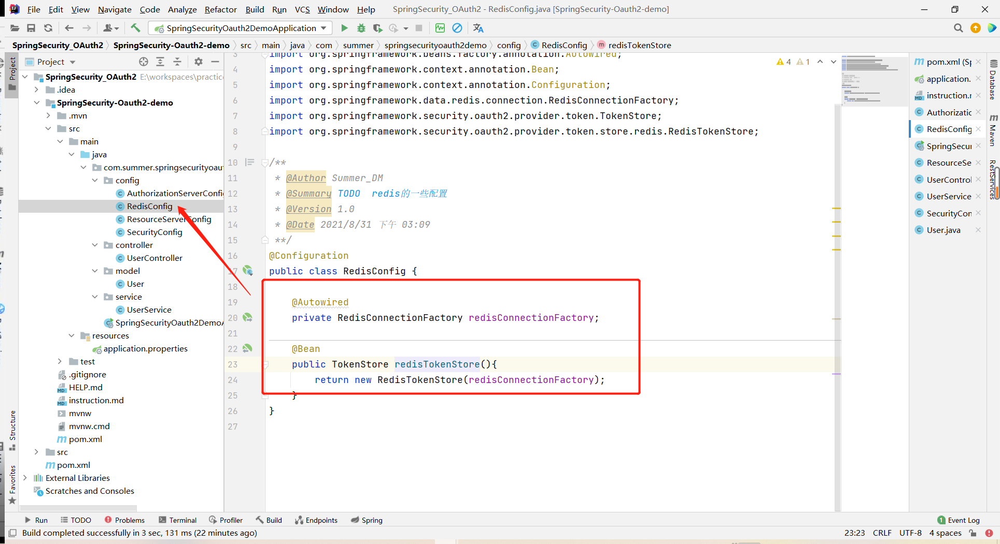 File Edit View Navigate Code Analyze Refactor Build Run VCS Window Help SpringSecurity_OAuth2 - RedisConfig.java [SpringSecurity-Oauth2-demo]
SpringSecurityOauth2DemoApplication
SpringSecurity_OAuth2 SpringSecurity-Oauth2-demo src main java com summer springsecurityoauth2demo config RedisConfig redisTokenStore
Project
Project
SpringSecurity_OAuth2 E:\workspaces\practic
.idea
SpringSecurity-Oauth2-demo
.mvn
src
main
java
com.summer.springsecurityoau
config
AuthorizationServerConfi
RedisConfig
ResourceServerConfig
SecurityConfig
controller
UserController
model
User
service
UserService
SpringSecurityOauth2DemoA
resources
application.properties
test
.gitignore
HELP.md
instruction.md
mvnw
mvnw.cmd
pom.xml
src
pom.xml
External Libraries
Scratches and Consoles
Structure
Favorites
3 import org.springframework.beans.factory.annotation.Autowired;
4 import org.springframework.context.annotation.Bean;
5 import org.springframework.context.annotation.Configuration;
6 import org.springframework.data.redis.connection.RedisConnectionFactory;
7 import org.springframework.security.oauth2.provider.token.TokenStore;
8 import org.springframework.security.oauth2.provider.token.store.redis.RedisTokenStore;
9
10 /**
11 * @Author Summer_DM
12 * @Summary TODO redis的一些配置
13 * @Version 1.0
14 * @Date 2021/8/31 下午 03:09
15 **/
16 @Configuration
17 public class RedisConfig {
18
19 @Autowired
20 private RedisConnectionFactory redisConnectionFactory;
21
22 @Bean
23 public TokenStore redisTokenStore(){
24 return new RedisTokenStore(redisConnectionFactory);
25 }
26 }
27
4 1
pom.xml (Sp
application.
instruction.r
Authorizatic
RedisConfig
SpringSecur
ResourceSe
UserControl
UserService
SecurityCon
User.java
Database
Maven
RestServices
Run TODO Problems Terminal Profiler Build Endpoints Spring 1 Event Log
Build completed successfully in 3 sec, 131 ms (22 minutes ago) 23:23 CRLF UTF-8 4 spaces